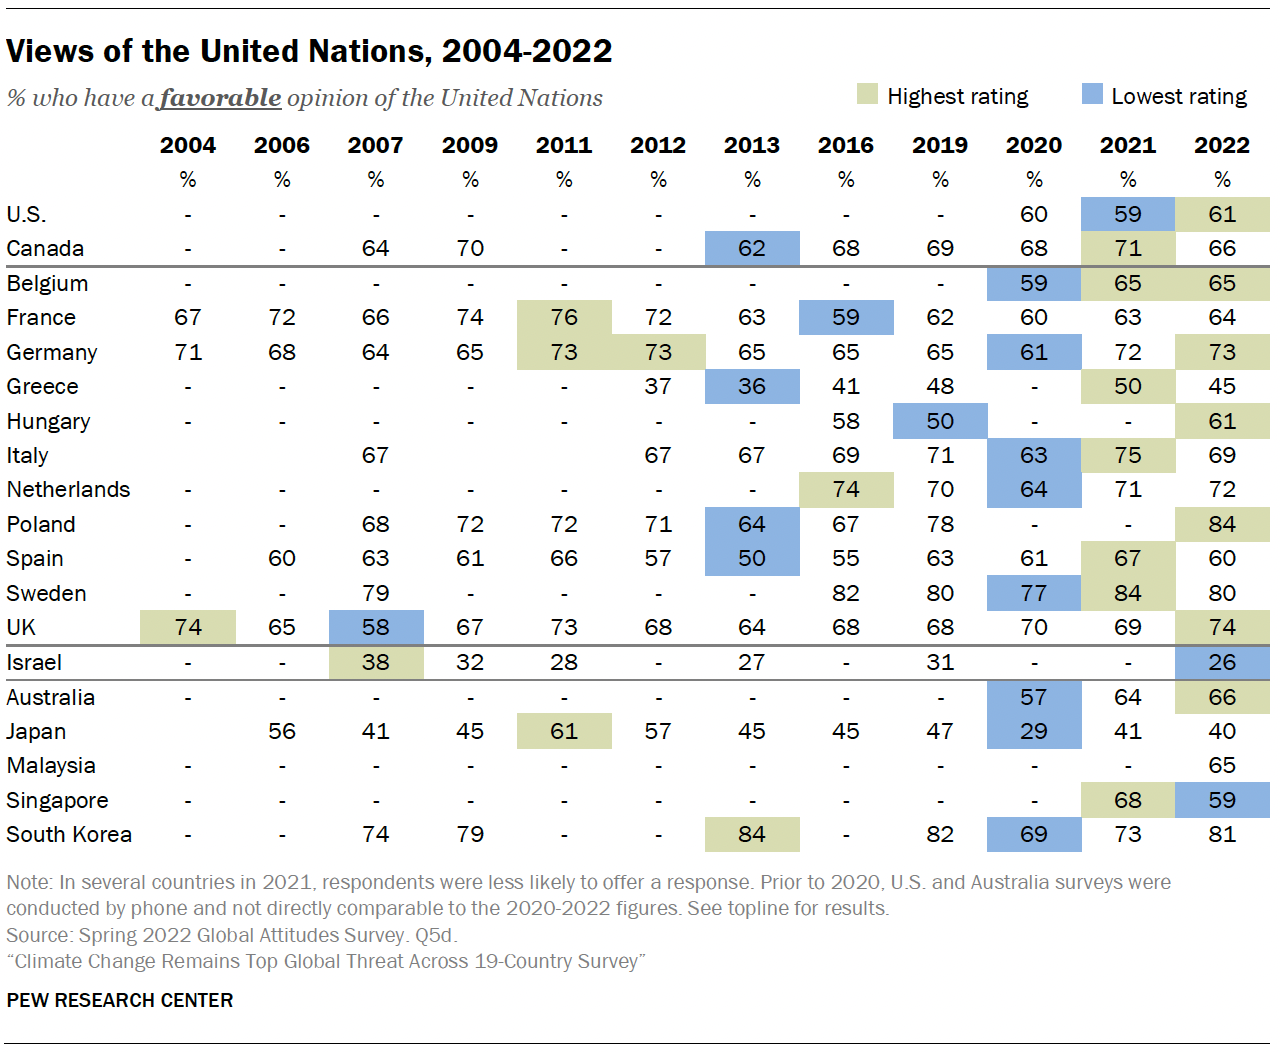 Views of the United Nations, 2004-2022
% who have a favorable opinion of the United Nations
Highest rating Lowest rating
2004 2006 2007 2009 2011 2012 2013 2016 2019 2020 2021 2022
% % % % % % % % % % % %
U.S. - - - - - - - - - 60 59 61
Canada - - 64 70 - - 62 68 69 68 71 66
Belgium - - - - - - - - - 59 65 65
France 67 72 66 74 76 72 63 59 62 60 63 64
Germany 71 68 64 65 73 73 65 65 65 61 72 73
Greece - - - - - 37 36 41 48 - 50 45
Hungary - - - - - - - 58 50 - - 61
Italy 67 67 67 69 71 63 75 69
Netherlands - - - - - - - 74 70 64 71 72
Poland - - 68 72 72 71 64 67 78 - - 84
Spain - 60 63 61 66 57 50 55 63 61 67 60
Sweden - - 79 - - - - 82 80 77 84 80
UK 74 65 58 67 73 68 64 68 68 70 69 74
Israel - - 38 32 28 - 27 - 31 - - 26
Australia - - - - - - - - - 57 64 66
Japan 56 41 45 61 57 45 45 47 29 41 40
Malaysia - - - - - - - - - - - 65
Singapore - - - - - - - - - - 68 59
South Korea - - 74 79 - - 84 - 82 69 73 81
Note: In several countries in 2021, respondents were less likely to offer a response. Prior to 2020, U.S. and Australia surveys were
conducted by phone and not directly comparable to the 2020-2022 figures. See topline for results.
Source: Spring 2022 Global Attitudes Survey. Q5d.
“Climate Change Remains Top Global Threat Across 19-Country Survey”
PEW RESEARCH CENTER